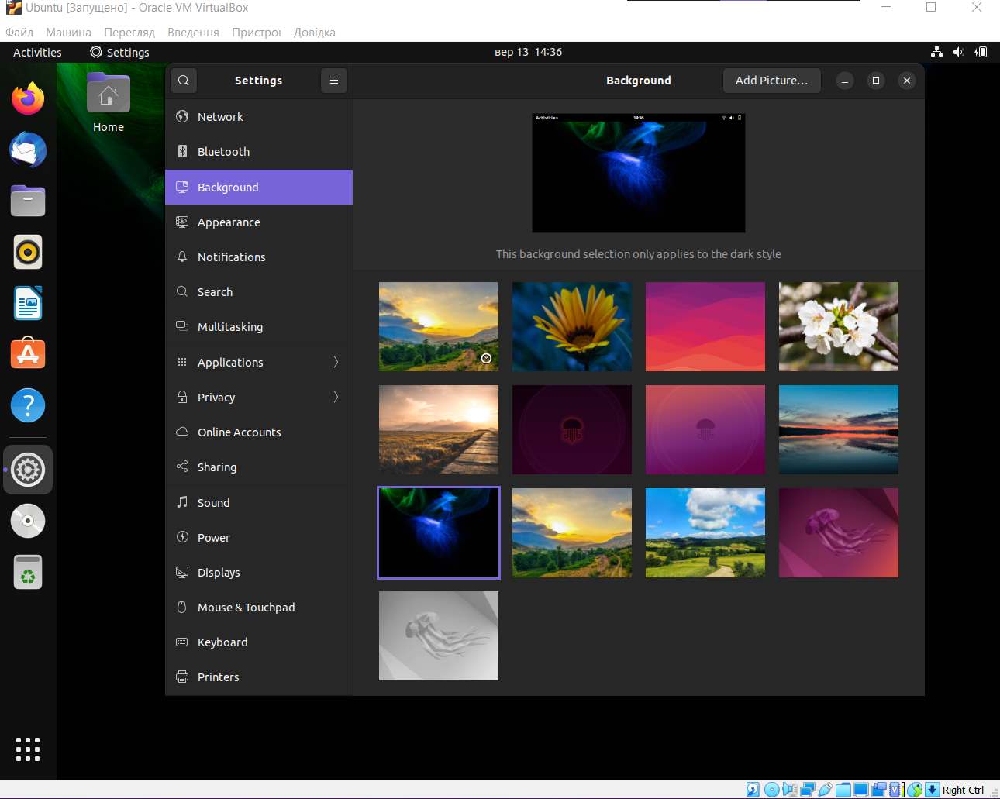 Ubuntu [Запущено] - Oracle VM VirtualBox
Файл Машина Перегляд Введення Пристрої Довідка
Activities Settings вер 13 14:36
Home
Settings
Background
Add Picture...
Activities 14:36
This background selection only applies to the dark style
Network
Bluetooth
Background
Appearance
Notifications
Search
Multitasking
Applications
Privacy
Online Accounts
Sharing
Sound
Power
Displays
Mouse & Touchpad
Keyboard
Printers
Right Ctrl